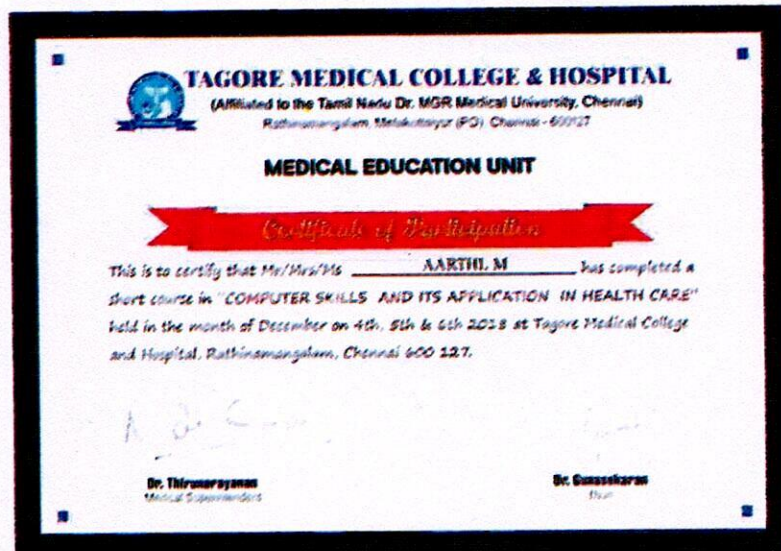 TAGORE MEDICAL COLLEGE & HOSPITAL
(Affiliated to the Tamil Nadu Dr. MGR Medical University, Chennai)
Rathinamangalam, Melakottaiyur (PO), Chennai - 600127
MEDICAL EDUCATION UNIT
Certificate of Participation
This is to certify that Mr/Mrs/Ms AARTHI. M has completed a
short course in "COMPUTER SKILLS AND ITS APPLICATION IN HEALTH CARE"
held in the month of December on 4th, 5th & 6th 2018 at Tagore Medical College
and Hospital, Rathinamangalam, Chennai 600 127.
Dr. Thirunarayanan
Dr. Gunasekaran
Medical Superintendent
Dean